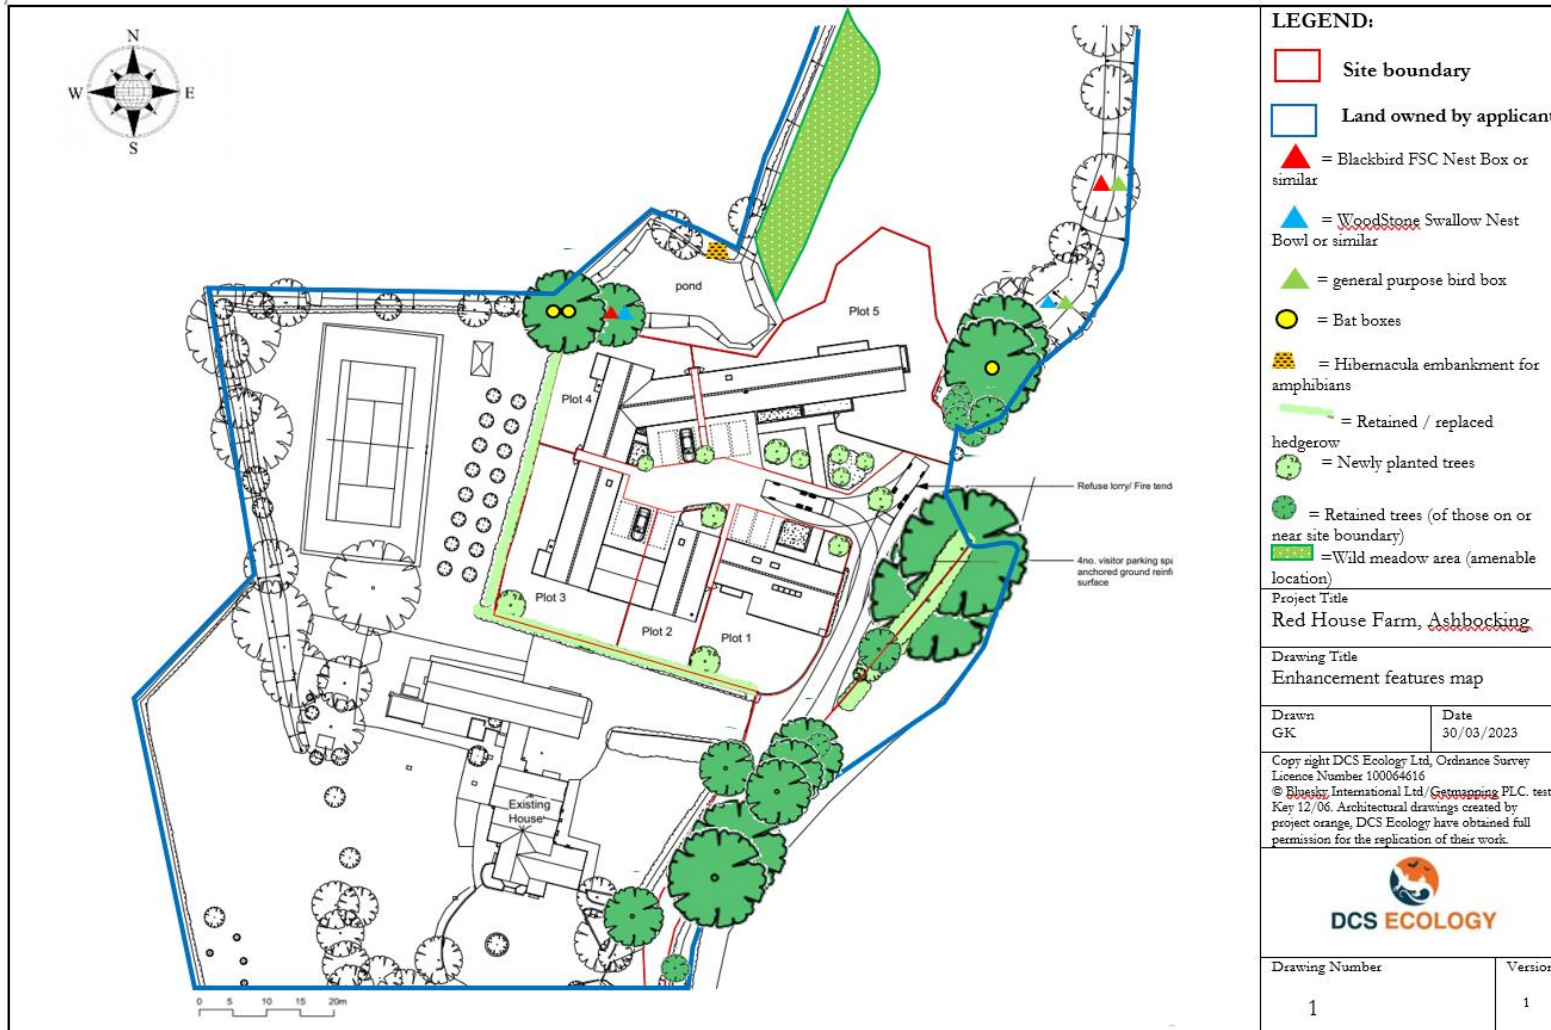 N
W
E
S
pond
Plot 5
Plot 4
Plot 3
Plot 2
Plot 1
Existing
House
Refuse lorry/ Fire tend
4no. visitor parking spa
anchored ground reinfo
surface
0 5 10 15 20m
LEGEND:
Site boundary
Land owned by applicant
= Blackbird FSC Nest Box or
similar
= WoodStone Swallow Nest
Bowl or similar
= general purpose bird box
= Bat boxes
= Hibernacula embankment for
amphibians
= Retained / replaced
hedgerow
= Newly planted trees
= Retained trees (of those on or
near site boundary)
=Wild meadow area (amenable
location)
Project Title
Red House Farm, Ashbocking
Drawing Title
Enhancement features map
Drawn
GK
Date
30/03/2023
Copy right DCS Ecology Ltd, Ordnance Survey
Licence Number 100064616
© Bluesky International Ltd/Getmapping PLC. test
Key 12/06. Architectural drawings created by
project orange, DCS Ecology have obtained full
permission for the replication of their work.
DCS ECOLOGY
Drawing Number
1
Version
1